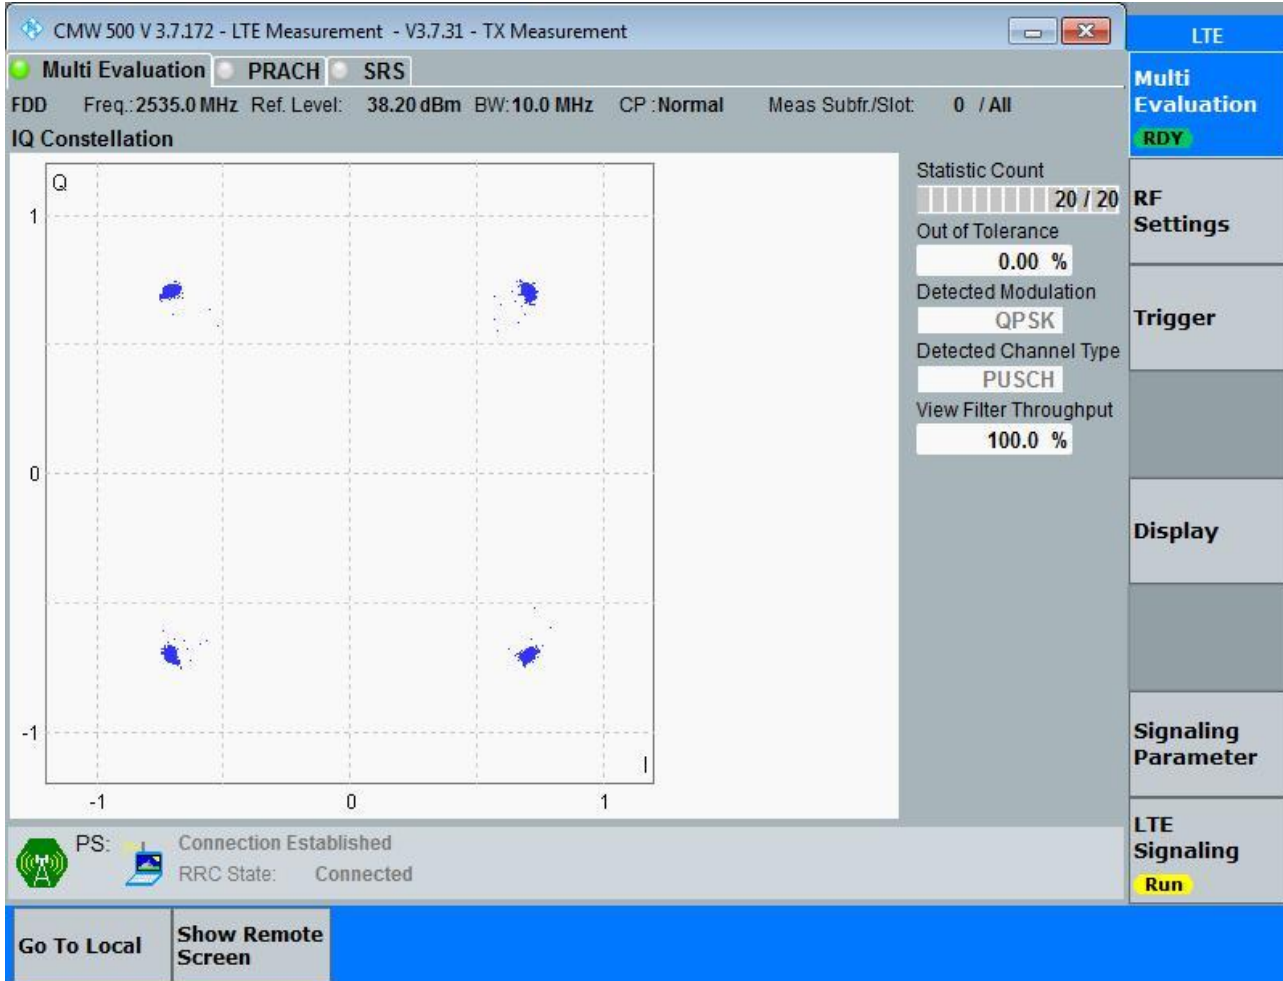 CMW 500 V 3.7.172 - LTE Measurement - V3.7.31 - TX Measurement
LTE
Multi Evaluation PRACH SRS
FDD Freq.:2535.0 MHz Ref. Level: 38.20 dBm BW:10.0 MHz CP :Normal Meas Subfr./Slot: 0 / All
IQ Constellation
Q
1
0
-1
I
-1 0 1
Statistic Count
20 / 20
Out of Tolerance
0.00 %
Detected Modulation
QPSK
Detected Channel Type
PUSCH
View Filter Throughput
100.0 %
Multi
Evaluation
RDY
RF
Settings
Trigger
Display
Signaling
Parameter
LTE
Signaling
Run
PS: Connection Established
RRC State: Connected
Go To Local
Show Remote
Screen